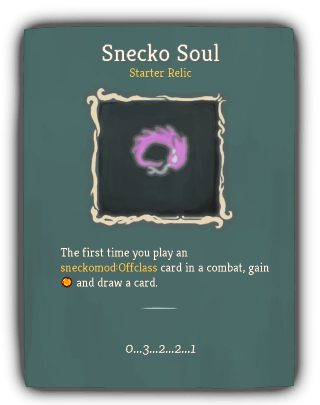 Snecko Soul
Starter Relic
The first time you play an
sneckomod:Offclass card in a combat, gain
and draw a card.
0...3...2...2...1